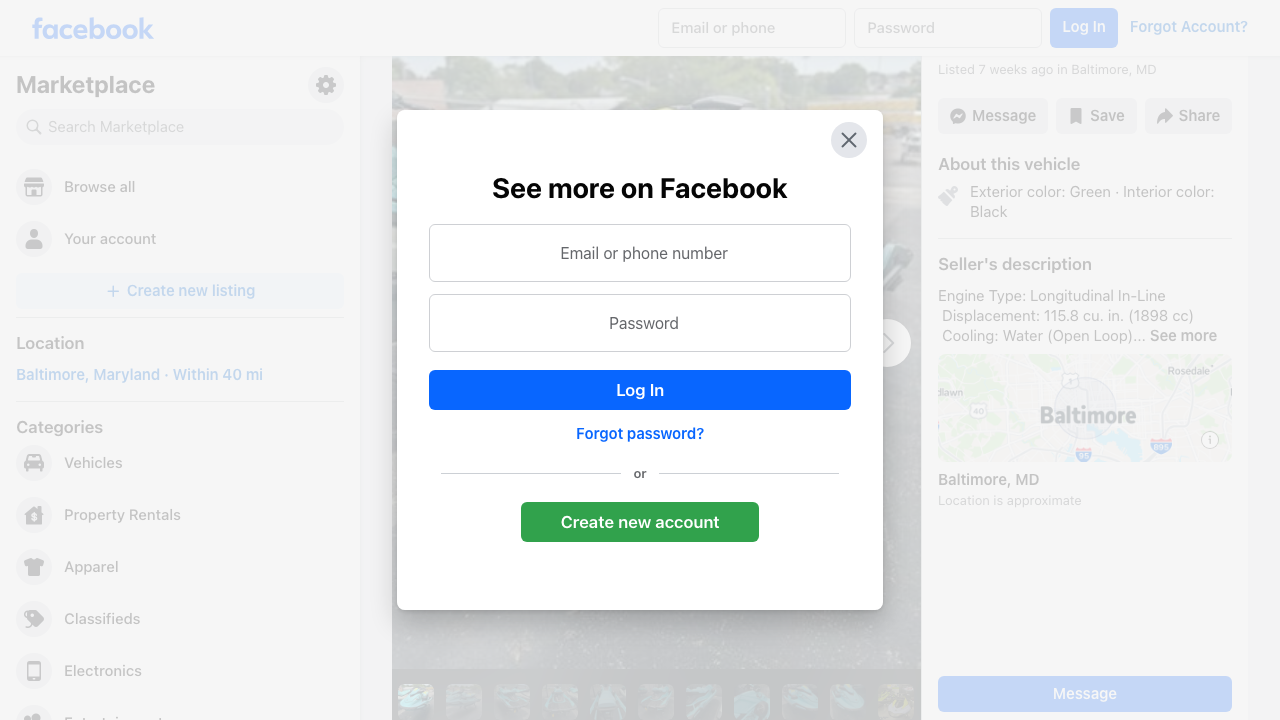 facebook
Email or phone
Password
Log In
Forgot Account?
Marketplace
Search Marketplace
Browse all
Your account
Create new listing
Location
Baltimore, Maryland · Within 40 mi
Categories
Vehicles
Property Rentals
Apparel
Classifieds
Electronics
See more on Facebook
Email or phone number
Password
Log In
Forgot password?
or
Create new account
Listed 7 weeks ago in Baltimore, MD
Message
Save
Share
About this vehicle
Exterior color: Green · Interior color:
Black
Seller's description
Engine Type: Longitudinal In-Line
Displacement: 115.8 cu. in. (1898 cc)
Cooling: Water (Open Loop)... See more
Rosedale
dlawn
40
Baltimore
95
895
Baltimore, MD
Location is approximate
Message